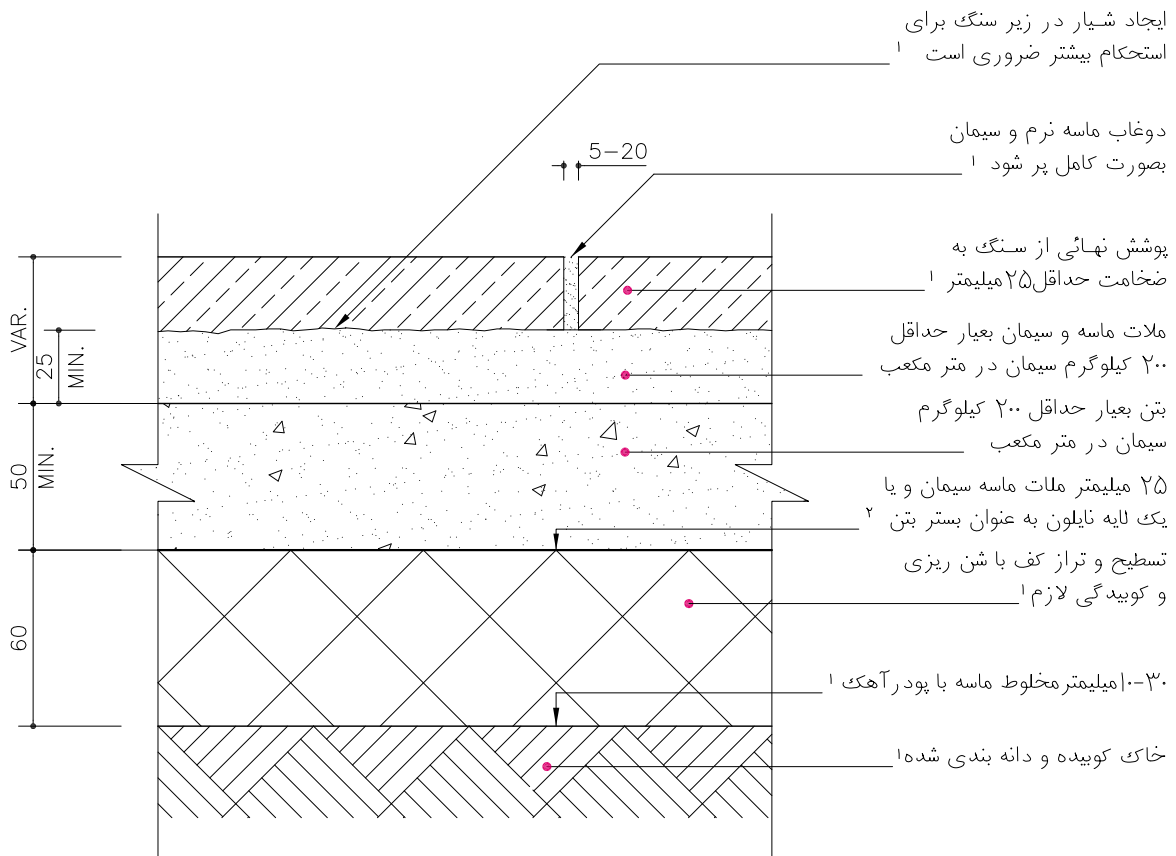 ایجاد شیار در زیر سنگ برای
استحکام بیشتر ضروری است ۱
دوغاب ماسه نرم و سیمان
بصورت کامل پر شود ۱
5-20
پوشش نهائی از سنگ به
ضخامت حداقل۲۵میلیمتر ۱
ملات ماسه و سیمان بعیار حداقل
۲۰۰ کیلوگرم سیمان در متر مکعب
بتن بعیار حداقل ۲۰۰ کیلوگرم
سیمان در متر مکعب
۲۵ میلیمتر ملات ماسه سیمان و یا
یک لایه نایلون به عنوان بستر بتن ۲
تسطیح و تراز کف با شن ریزی
و کوبیدگی لازم۱
۱۰-۳۰میلیمترمخلوط ماسه با پودرآهک ۱
خاک کوبیده و دانه بندی شده۱
VAR.
25
MIN.
50
MIN.
60